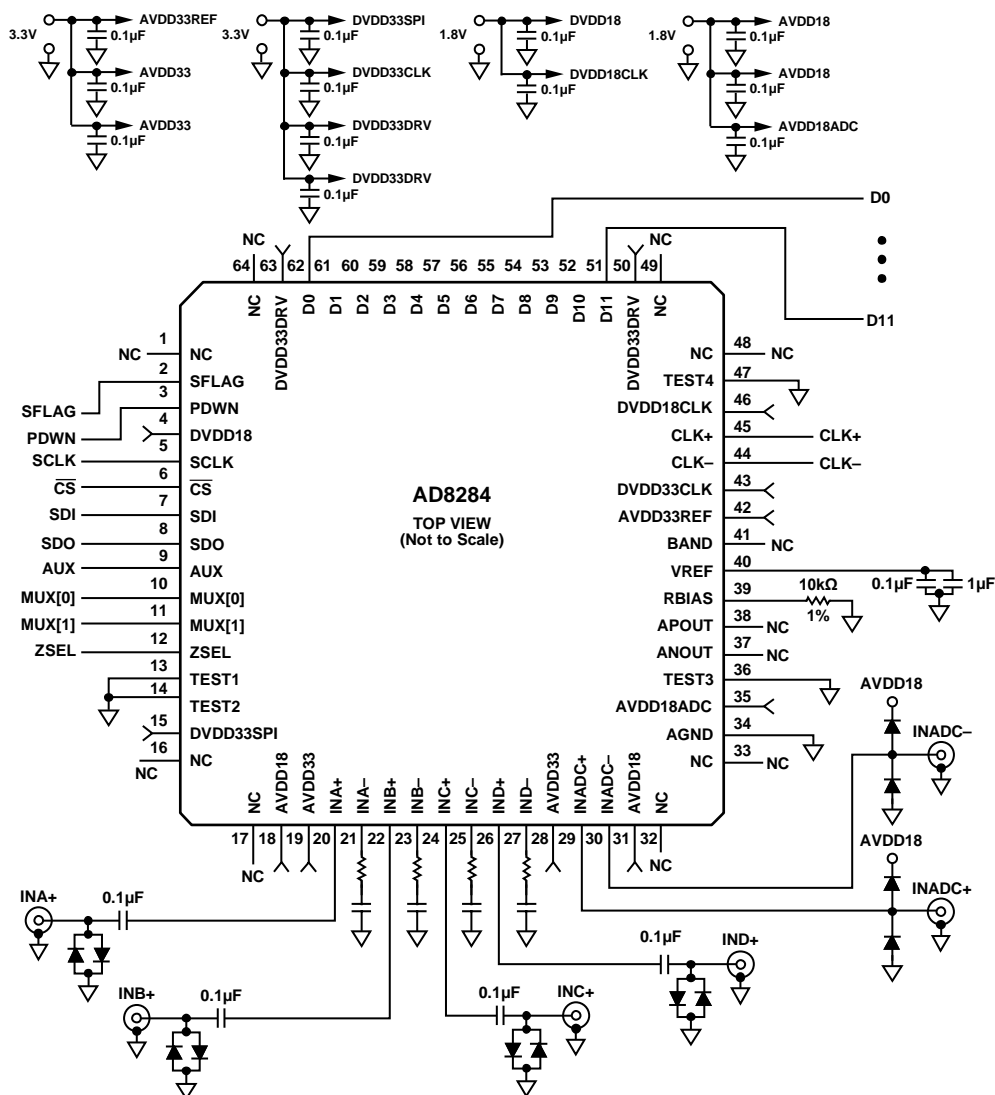 3.3V
AVDD33REF
0.1µF
AVDD33
0.1µF
AVDD33
0.1µF
3.3V
DVDD33SPI
0.1µF
DVDD33CLK
0.1µF
DVDD33DRV
0.1µF
DVDD33DRV
0.1µF
1.8V
DVDD18
0.1µF
DVDD18CLK
0.1µF
1.8V
AVDD18
0.1µF
AVDD18
0.1µF
AVDD18ADC
0.1µF
D0
D11
NC
NC
64 63 62 61 60 59 58 57 56 55 54 53 52 51 50 49
NC
DVDD33DRV
D0
D1
D2
D3
D4
D5
D6
D7
D8
D9
D10
D11
DVDD33DRV
NC
NC
1
NC
SFLAG
2
SFLAG
PDWN
3
PDWN
4
DVDD18
SCLK
5
SCLK
CS
6
CS
SDI
7
SDI
SDO
8
SDO
AUX
9
AUX
MUX[0]
10
MUX[0]
MUX[1]
11
MUX[1]
ZSEL
12
ZSEL
13
TEST1
14
TEST2
15
DVDD33SPI
NC
16
NC
AD8284
TOP VIEW
(Not to Scale)
NC
48
NC
TEST4
47
DVDD18CLK
46
CLK+
45
CLK+
CLK–
44
CLK–
DVDD33CLK
43
AVDD33REF
42
BAND
41
NC
VREF
40
0.1µF
1µF
RBIAS
39
10kΩ
1%
APOUT
38
NC
ANOUT
37
NC
TEST3
36
AVDD18ADC
35
AGND
34
NC
33
NC
NC
AVDD18
AVDD33
INA+
INA–
INB+
INB–
INC+
INC–
IND+
IND–
AVDD33
INADC+
INADC–
AVDD18
NC
17 18 19 20 21 22 23 24 25 26 27 28 29 30 31 32
NC
NC
AVDD18
INADC–
AVDD18
INADC+
INA+
0.1µF
INB+
0.1µF
0.1µF
INC+
0.1µF
IND+